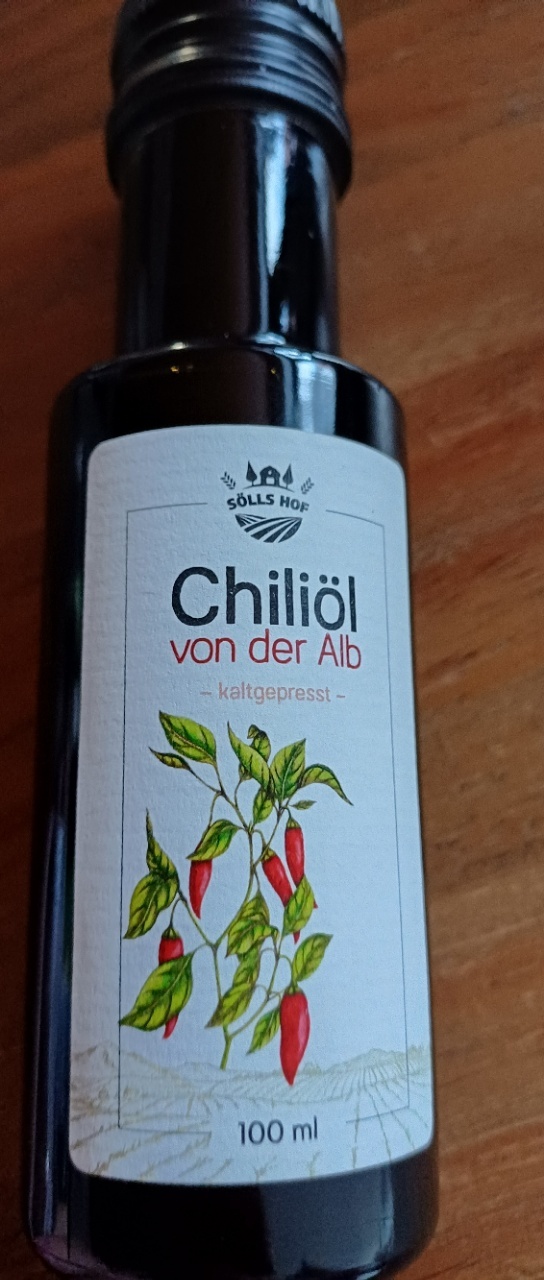 SÖLLS HOF
Chiliöl
von der Alb
– kaltgepresst –
100 ml